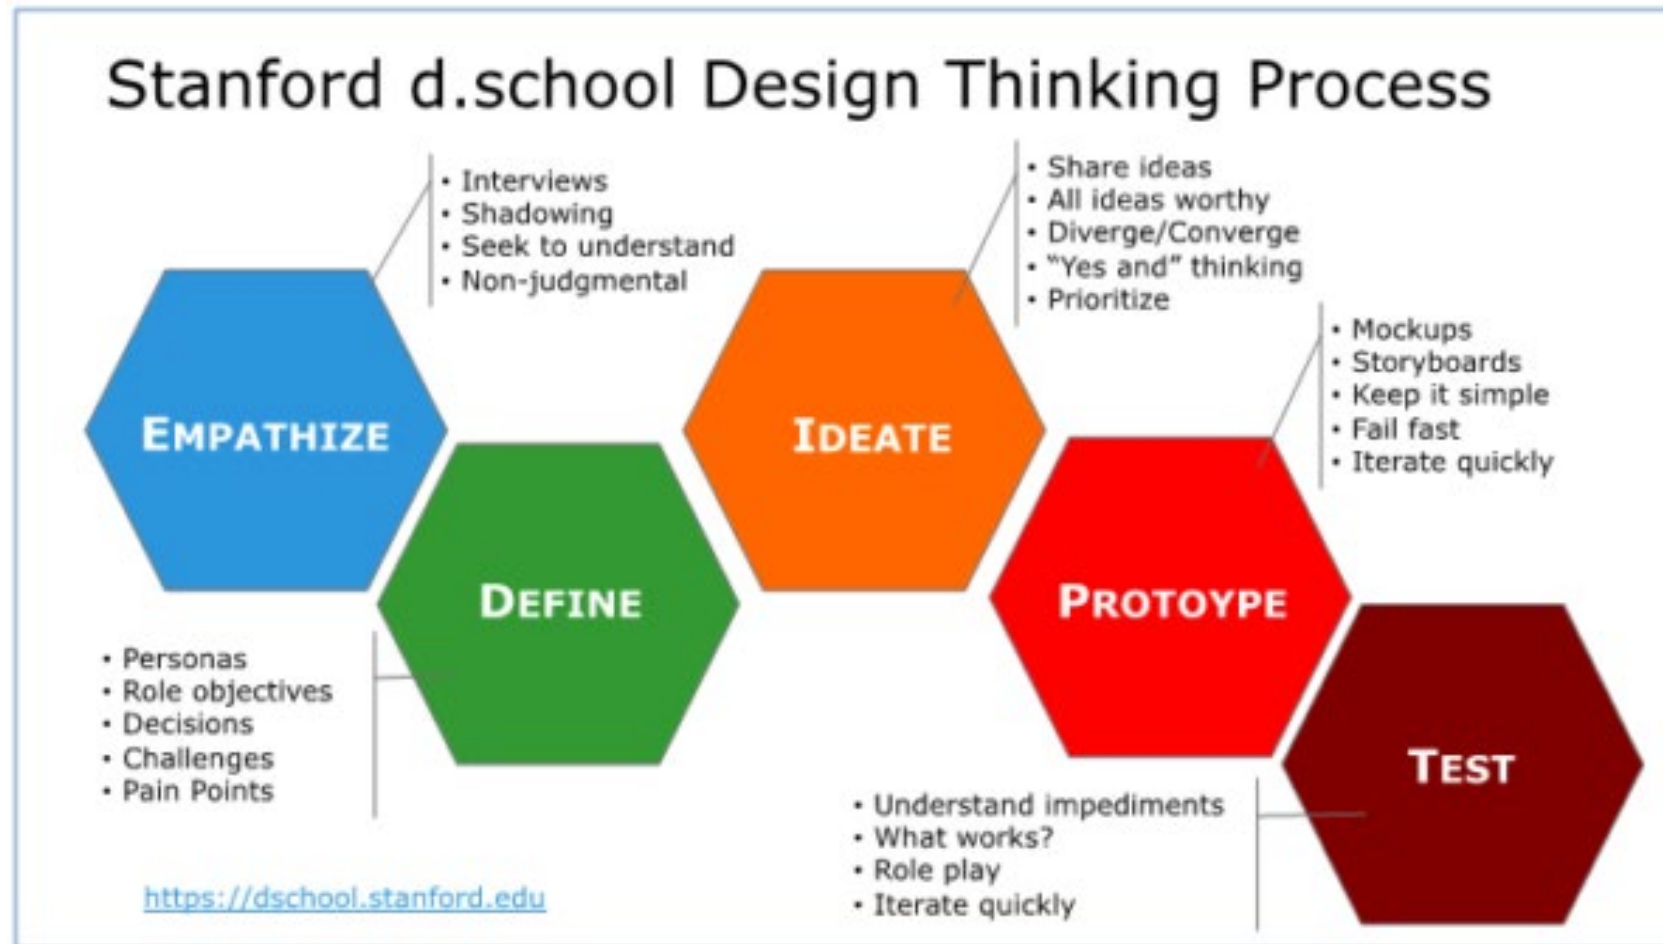 Stanford d.school Design Thinking Process
• Interviews
• Shadowing
• Seek to understand
• Non-judgmental
EMPATHIZE
• Personas
• Role objectives
• Decisions
• Challenges
• Pain Points
DEFINE
• Share ideas
• All ideas worthy
• Diverge/Converge
• “Yes and” thinking
• Prioritize
IDEATE
• Mockups
• Storyboards
• Keep it simple
• Fail fast
• Iterate quickly
PROTOYPE
• Understand impediments
• What works?
• Role play
• Iterate quickly
TEST
https://dschool.stanford.edu